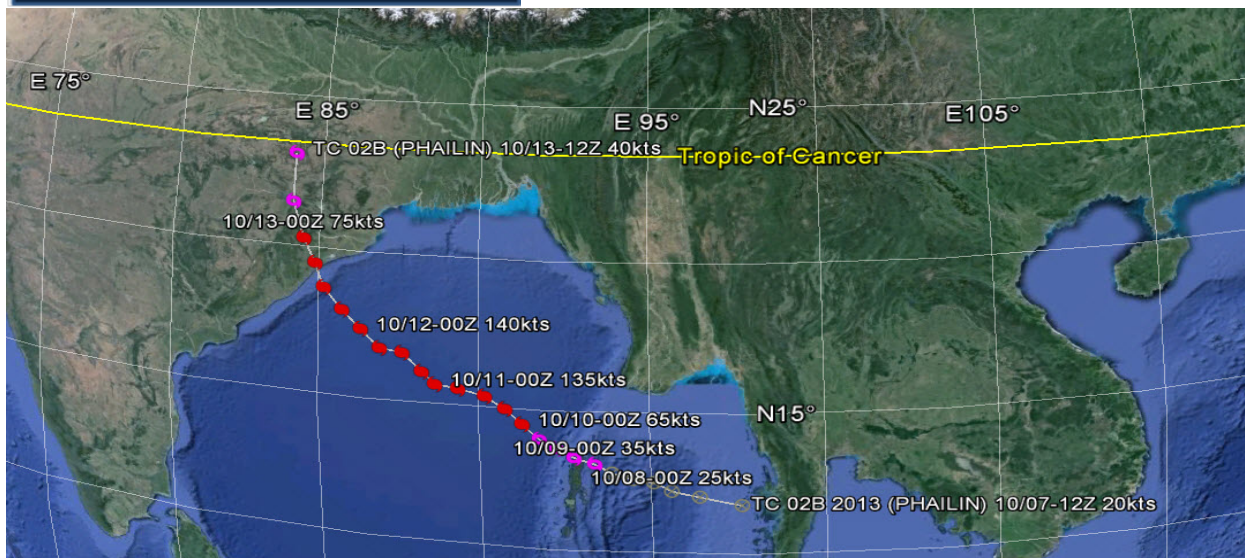 E 75°
E 85°
E 95°
N25°
E105°
TC 02B (PHAILIN) 10/13-12Z 40kts
Tropic of Cancer
10/13-00Z 75kts
10/12-00Z 140kts
10/11-00Z 135kts
N15°
10/10-00Z 65kts
10/09-00Z 35kts
10/08-00Z 25kts
TC 02B 2013 (PHAILIN) 10/07-12Z 20kts